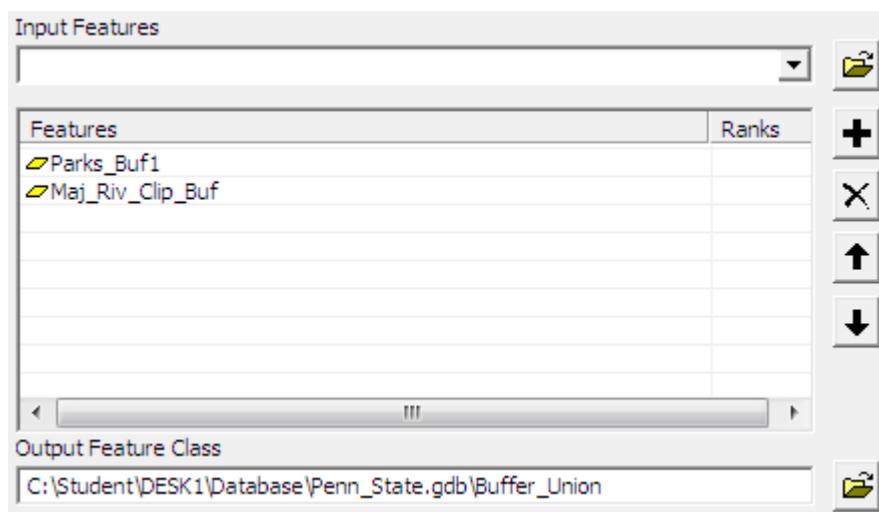 Input Features
Features Ranks
Parks_Buf1
Maj_Riv_Clip_Buf
Output Feature Class
C:\Student\DESK1\Database\Penn_State.gdb\Buffer_Union